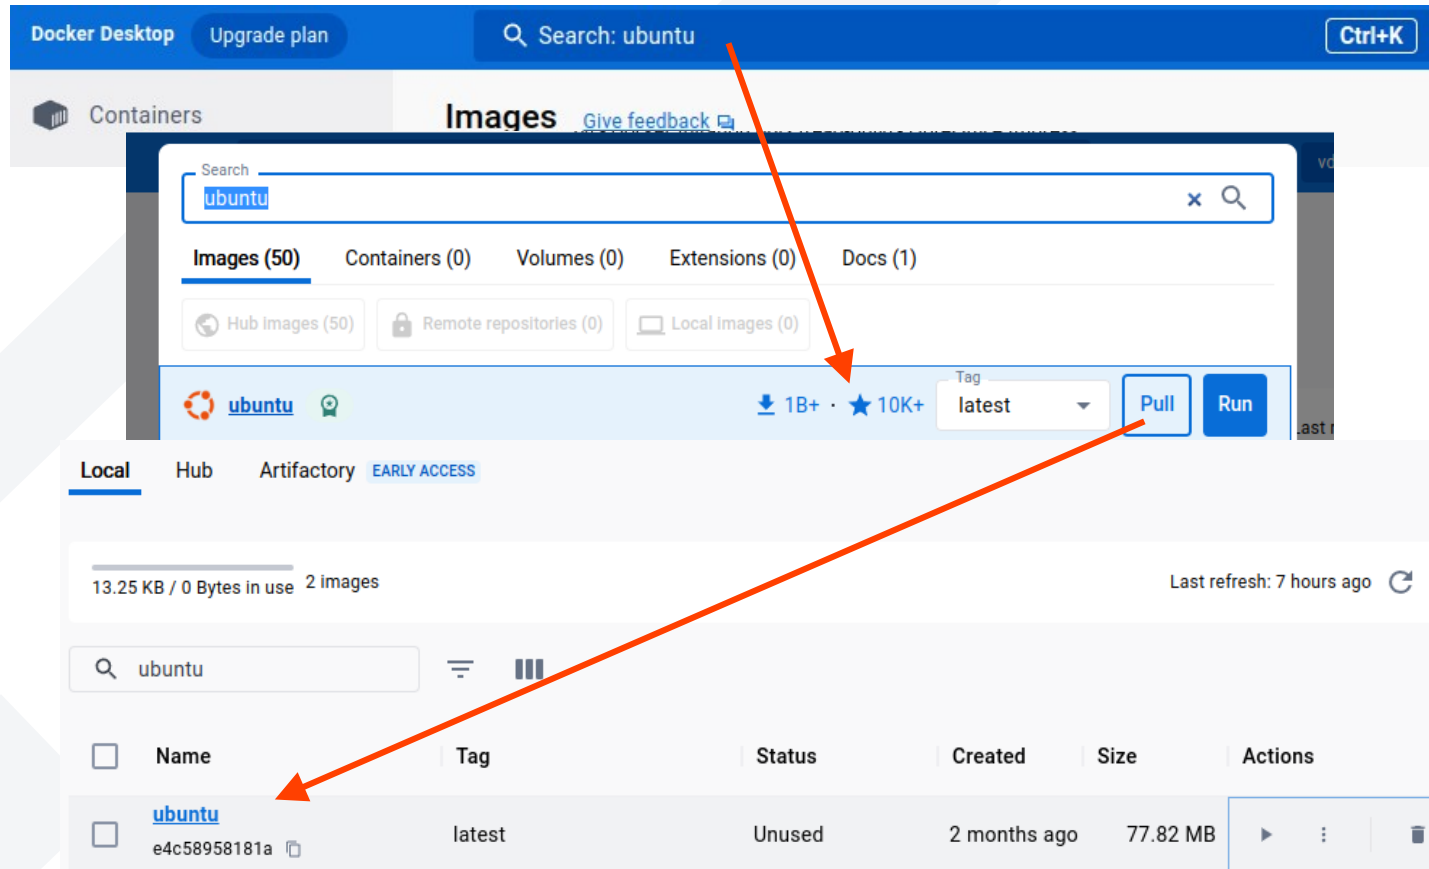 Docker Desktop Upgrade plan Search: ubuntu Ctrl+K
Containers Images Give feedback
Search
ubuntu
Images (50) Containers (0) Volumes (0) Extensions (0) Docs (1)
Hub images (50) Remote repositories (0) Local images (0)
Tag
ubuntu 1B+ · 10K+ latest Pull Run
Local Hub Artifactory EARLY ACCESS
13.25 KB / 0 Bytes in use 2 images Last refresh: 7 hours ago
ubuntu
Name Tag Status Created Size Actions
ubuntu
latest Unused 2 months ago 77.82 MB
e4c58958181a